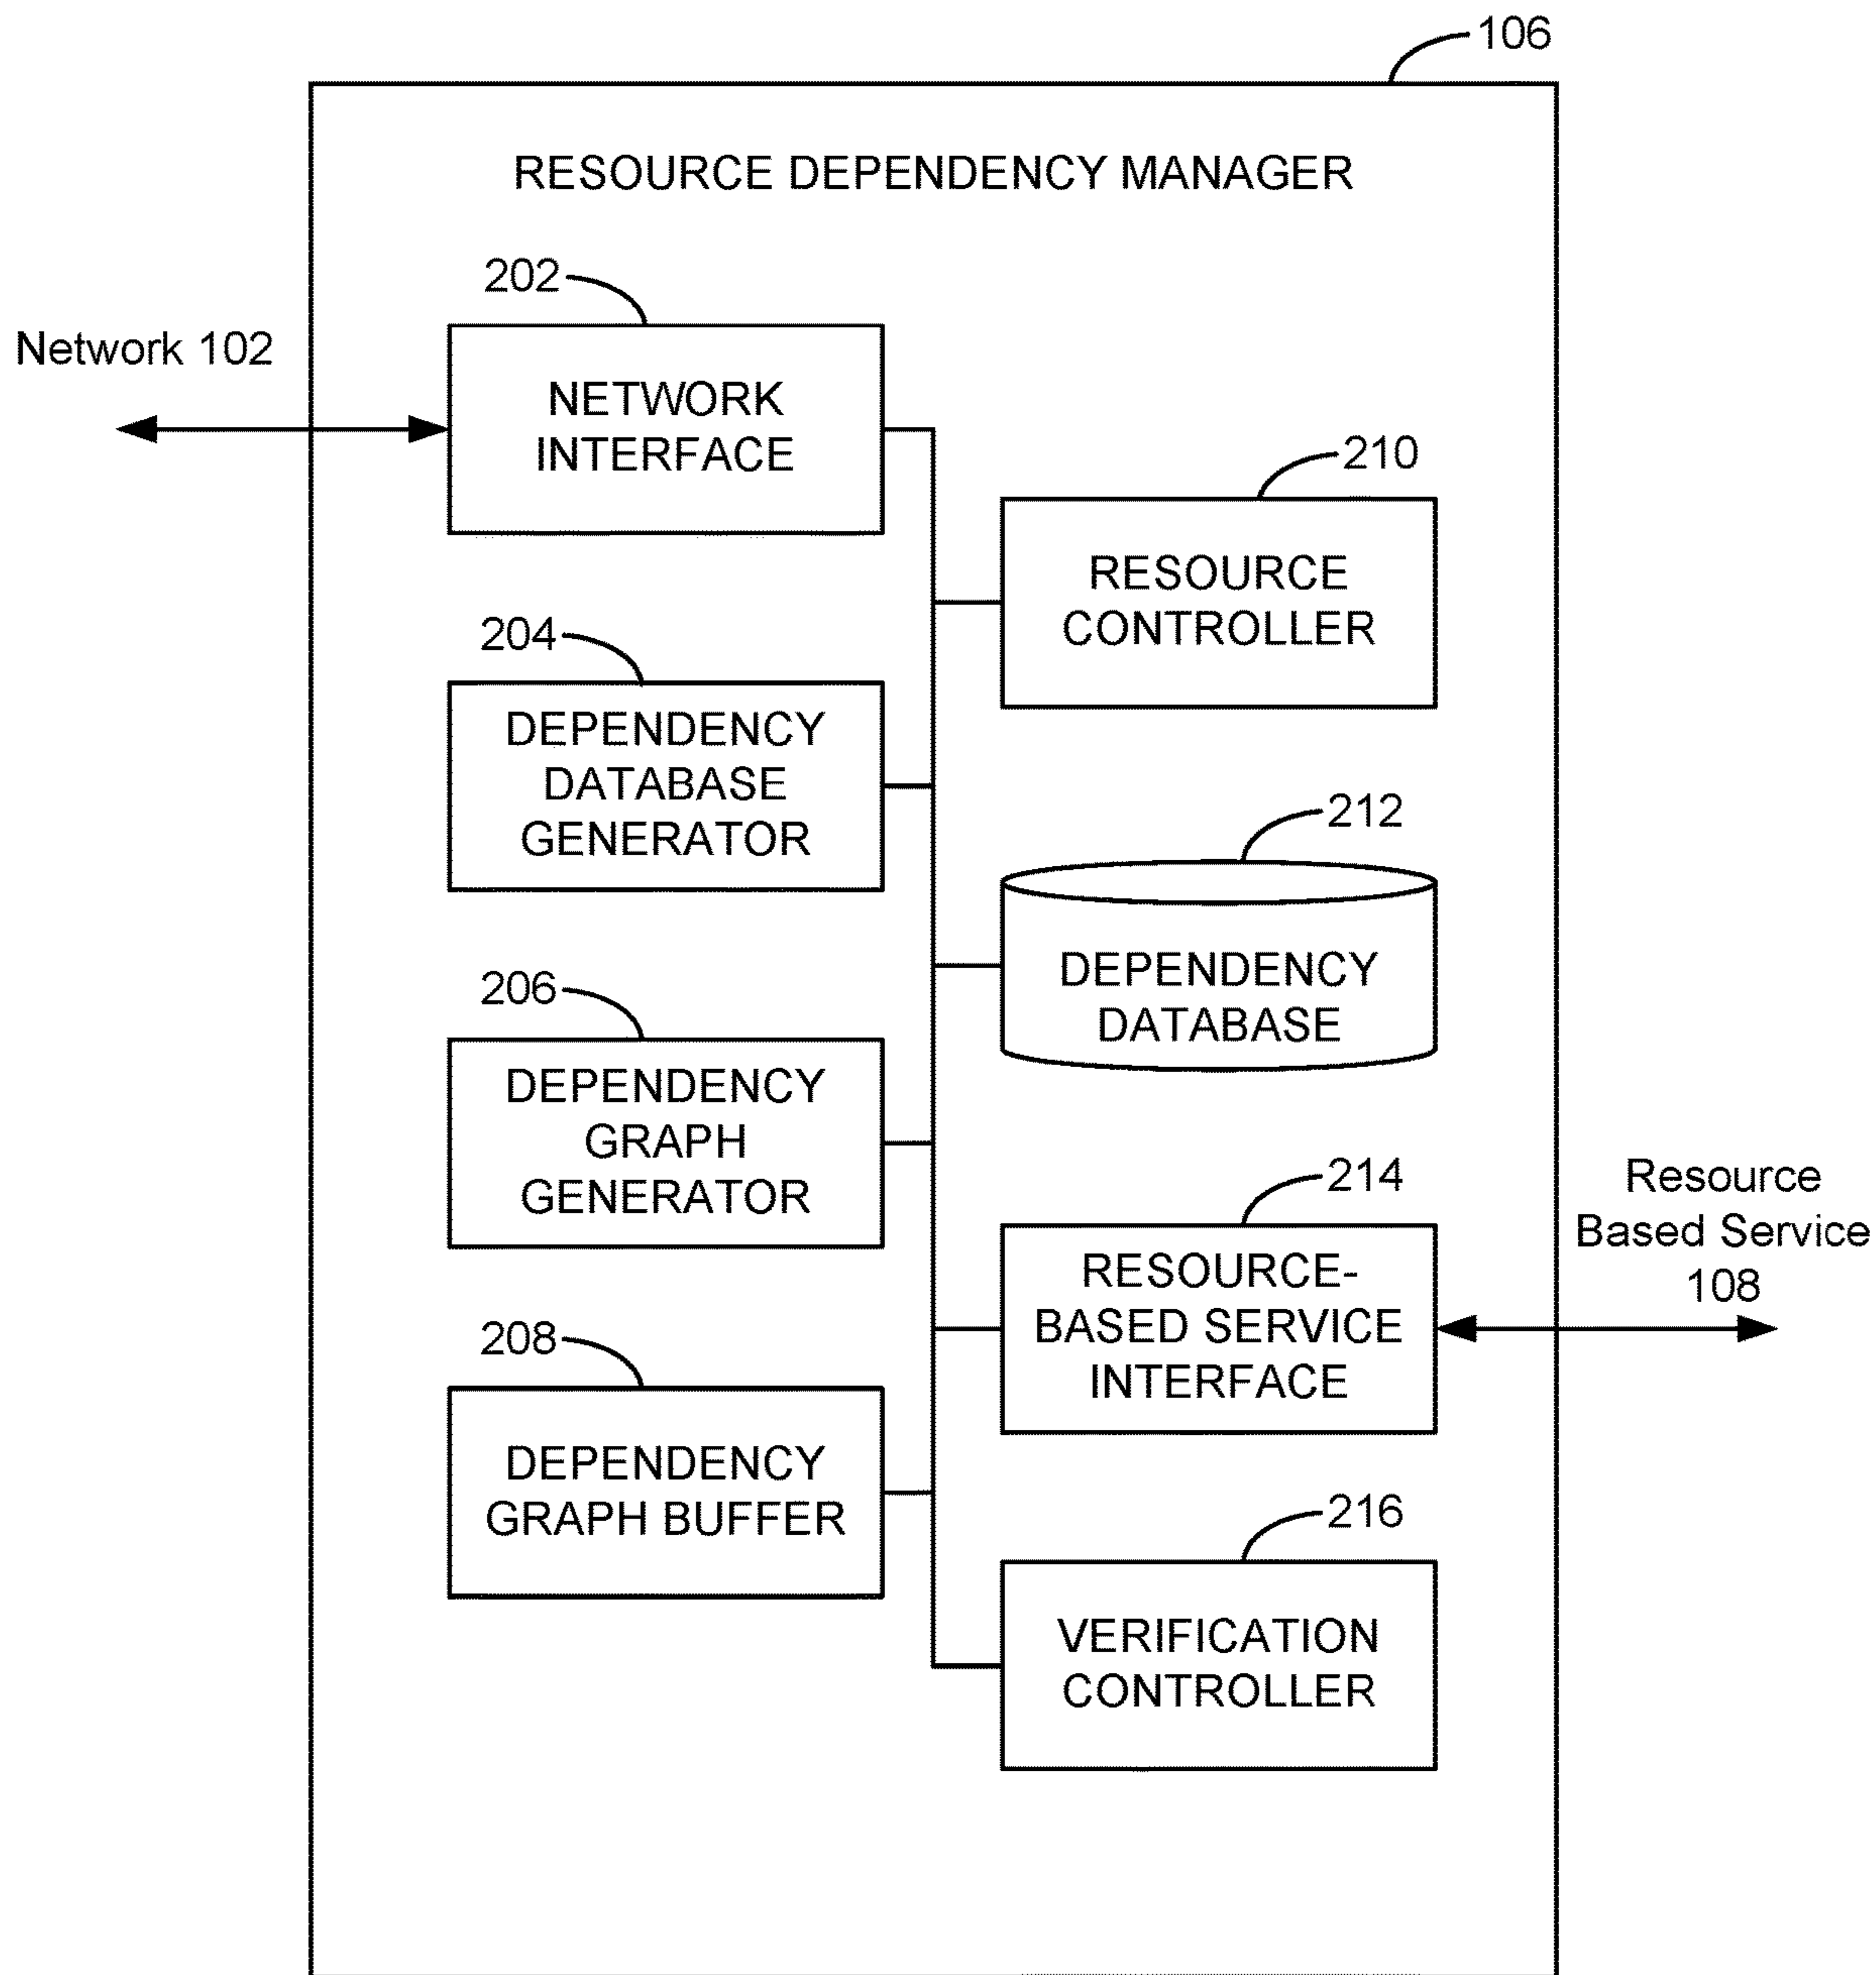 106
RESOURCE DEPENDENCY MANAGER
202
Network 102
NETWORK
INTERFACE
210
RESOURCE
CONTROLLER
204
DEPENDENCY
DATABASE
GENERATOR
212
DEPENDENCY
DATABASE
206
DEPENDENCY
GRAPH
GENERATOR
214
RESOURCE-
BASED SERVICE
INTERFACE
Resource
Based Service
108
208
DEPENDENCY
GRAPH BUFFER
216
VERIFICATION
CONTROLLER